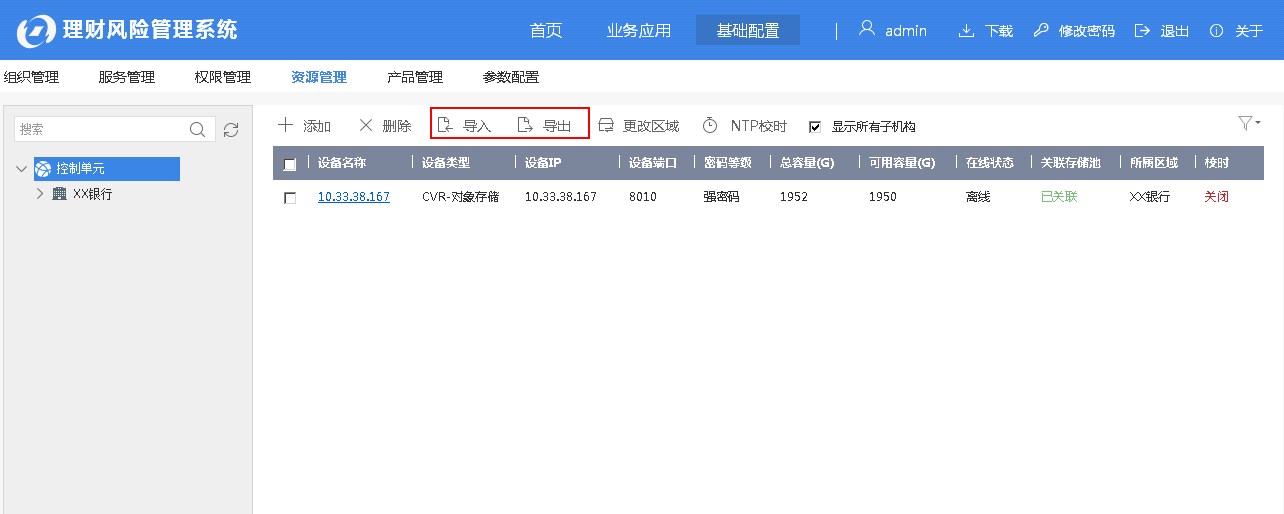 理财风险管理系统 首页 业务应用 基础配置 admin 下载 修改密码 退出 关于
组织管理 服务管理 权限管理 资源管理 产品管理 参数配置
搜索 添加 删除 导入 导出 更改区域 NTP校时 显示所有子机构
控制单元 设备名称 设备类型 设备IP 设备端口 密码等级 总容量(G) 可用容量(G) 在线状态 关联存储池 所属区域 校时
XX银行 10.33.38.167 CVR-对象存储 10.33.38.167 8010 强密码 1952 1950 离线 已关联 XX银行 关闭